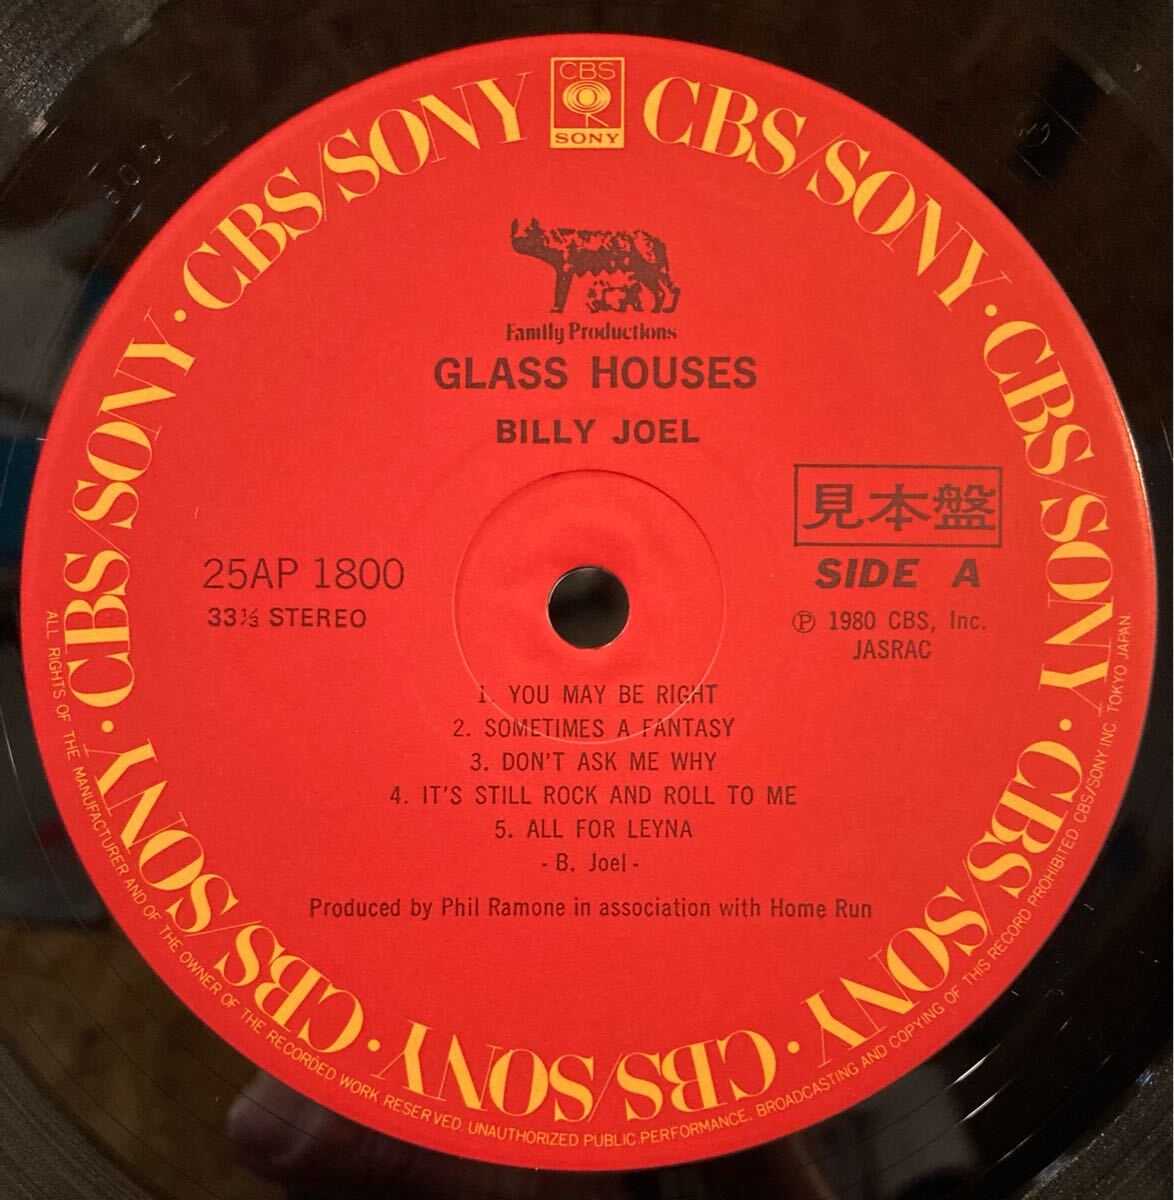 CBS
SONY
CBS/SONY · CBS/SONY · CBS/SONY · CBS/SONY · CBS/SONY · CBS/SONY · CBS/SONY · CBS/SONY
Family Productions
GLASS HOUSES
BILLY JOEL
見本盤
25AP 1800
SIDE A
33⅓ STEREO
Ⓟ 1980 CBS, Inc.
JASRAC
1. YOU MAY BE RIGHT
2. SOMETIMES A FANTASY
3. DON'T ASK ME WHY
4. IT'S STILL ROCK AND ROLL TO ME
5. ALL FOR LEYNA
- B. Joel -
Produced by Phil Ramone in association with Home Run
ALL RIGHTS OF THE MANUFACTURER AND OF THE OWNER OF THE RECORDED WORK RESERVED. UNAUTHORIZED PUBLIC.PERFORMANCE. BROADCASTING AND COPYING OF THIS RECORD PROHIBITED CBS/SONY INC. TOKYO JAPAN